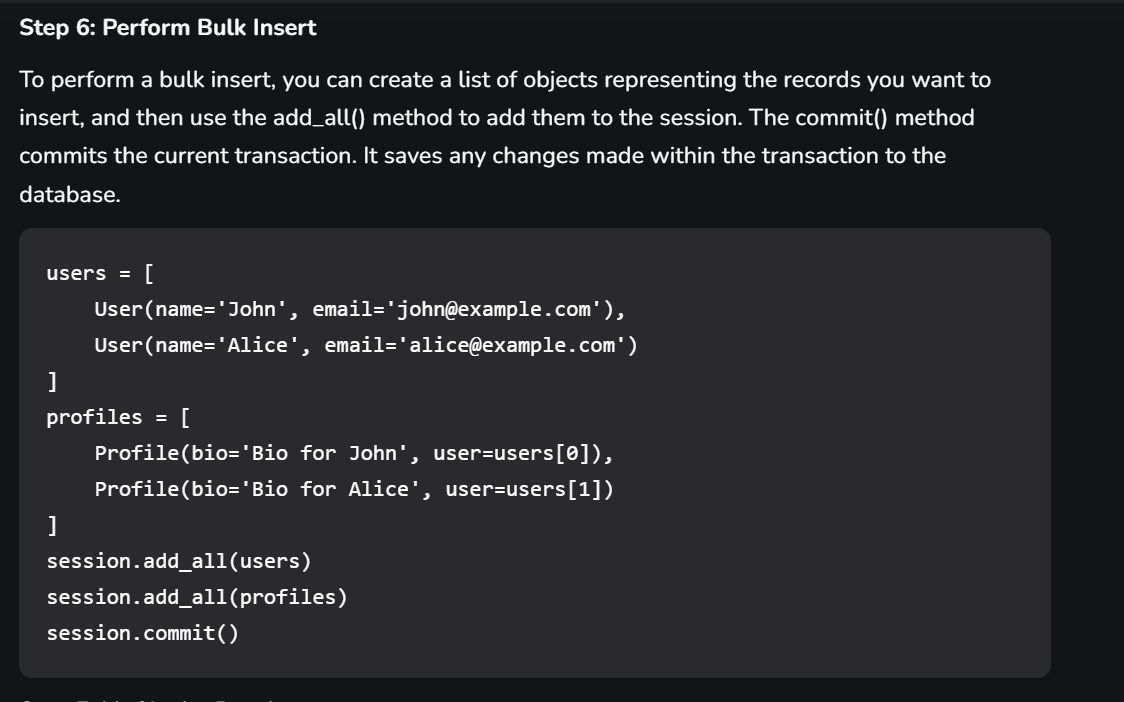 Step 6: Perform Bulk Insert
To perform a bulk insert, you can create a list of objects representing the records you want to
insert, and then use the add_all() method to add them to the session. The commit() method
commits the current transaction. It saves any changes made within the transaction to the
database.
users = [
    User(name='John', email='john@example.com'),
    User(name='Alice', email='alice@example.com')
]
profiles = [
    Profile(bio='Bio for John', user=users[0]),
    Profile(bio='Bio for Alice', user=users[1])
]
session.add_all(users)
session.add_all(profiles)
session.commit()